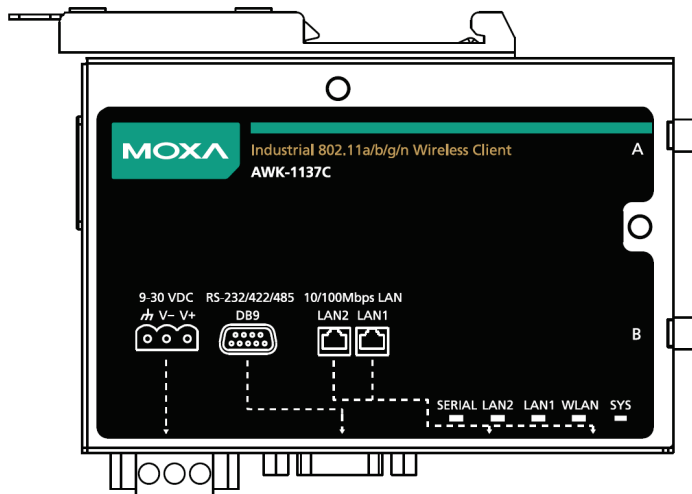 MOXA
Industrial 802.11a/b/g/n Wireless Client
AWK-1137C
A
9-30 VDC RS-232/422/485 10/100Mbps LAN
V- V+ DB9 LAN2 LAN1
B
SERIAL LAN2 LAN1 WLAN SYS